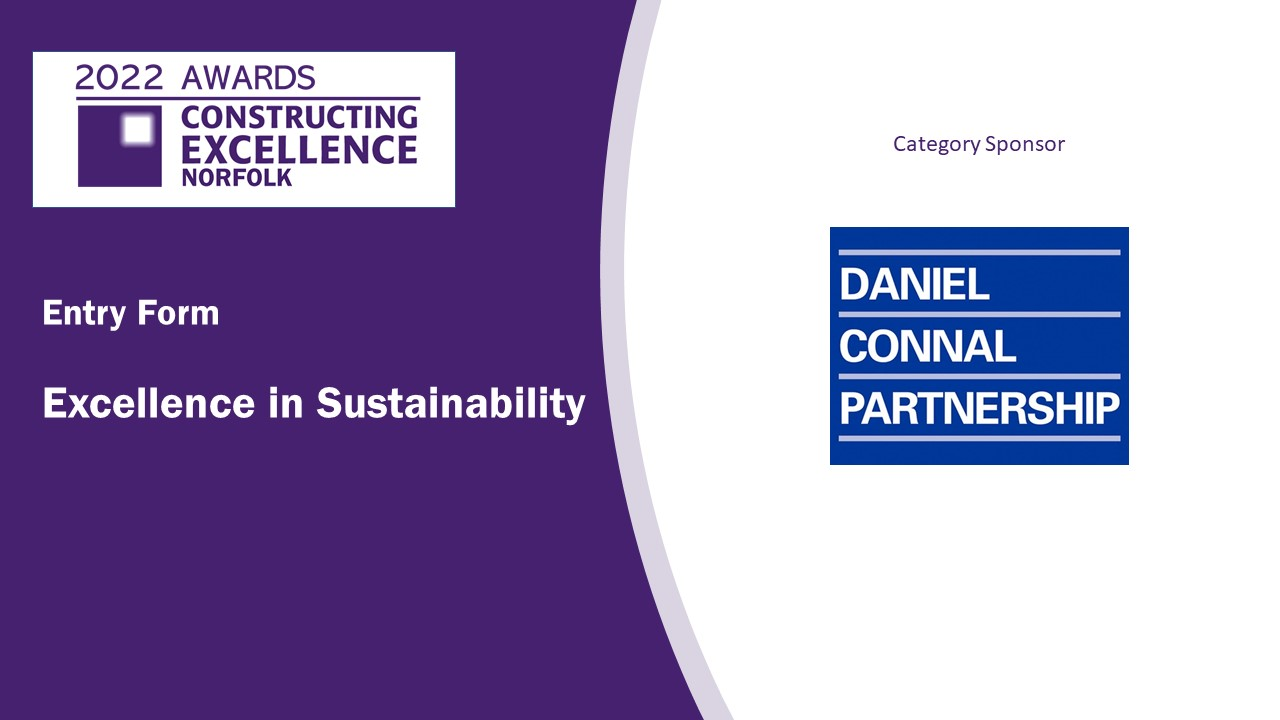 2022 AWARDS
CONSTRUCTING
EXCELLENCE
NORFOLK
Entry Form
Excellence in Sustainability
Category Sponsor
DANIEL
CONNAL
PARTNERSHIP